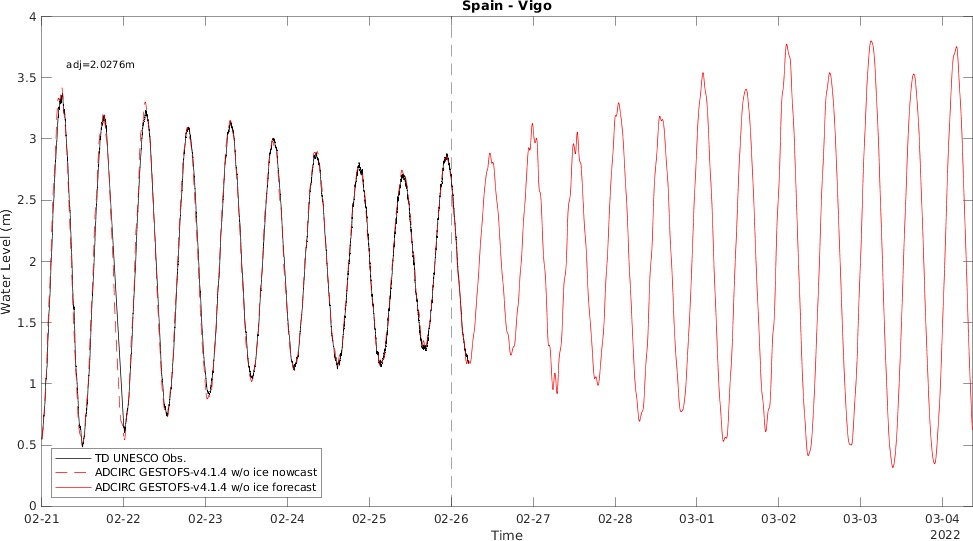 Spain - Vigo
adj=2.0276m
Water Level (m)
4
3.5
3
2.5
2
1.5
1
0.5
0
TD UNESCO Obs.
ADCIRC GESTOFS-v4.1.4 w/o ice nowcast
ADCIRC GESTOFS-v4.1.4 w/o ice forecast
02-21 02-22 02-23 02-24 02-25 02-26 02-27 02-28 03-01 03-02 03-03 03-04
Time
2022